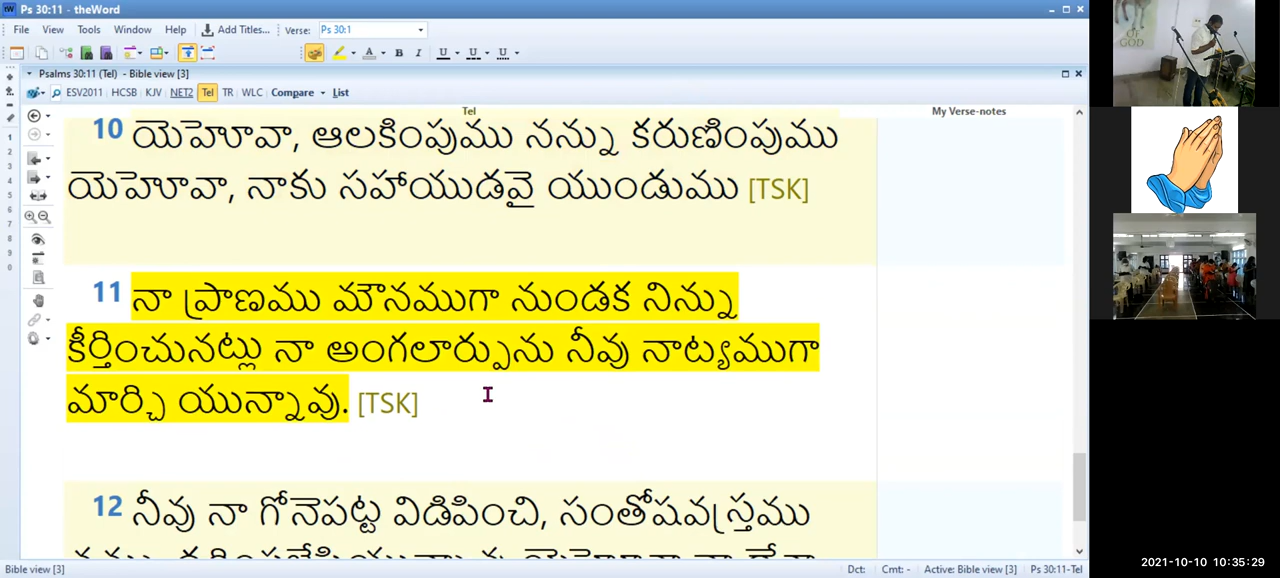 Ps 30:11 - theWord
File View Tools Window Help Add Titles... Verse: Ps 30:1
Psalms 30:11 (Tel) - Bible view [3]
ESV2011 HCSB KJV NET2 Tel TR WLC Compare List
Tel My Verse-notes
10 యెహోవా, ఆలకింపుము నన్ను కరుణింపుము
యెహోవా, నాకు సహాయుడవై యుండుము [TSK]
11 నా ప్రాణము మౌనముగా నుండక నిన్ను
కీర్తించునట్లు నా అంగలార్పును నీవు నాట్యముగా
మార్చి యున్నావు. [TSK]
12 నీవు నా గోనెపట్ట విడిపించి, సంతోషవస్త్రము
Bible view [3] Dct: Cmt: - Active: Bible view [3] Ps 30:11-Tel
OF
GOD
2021-10-10 10:35:29